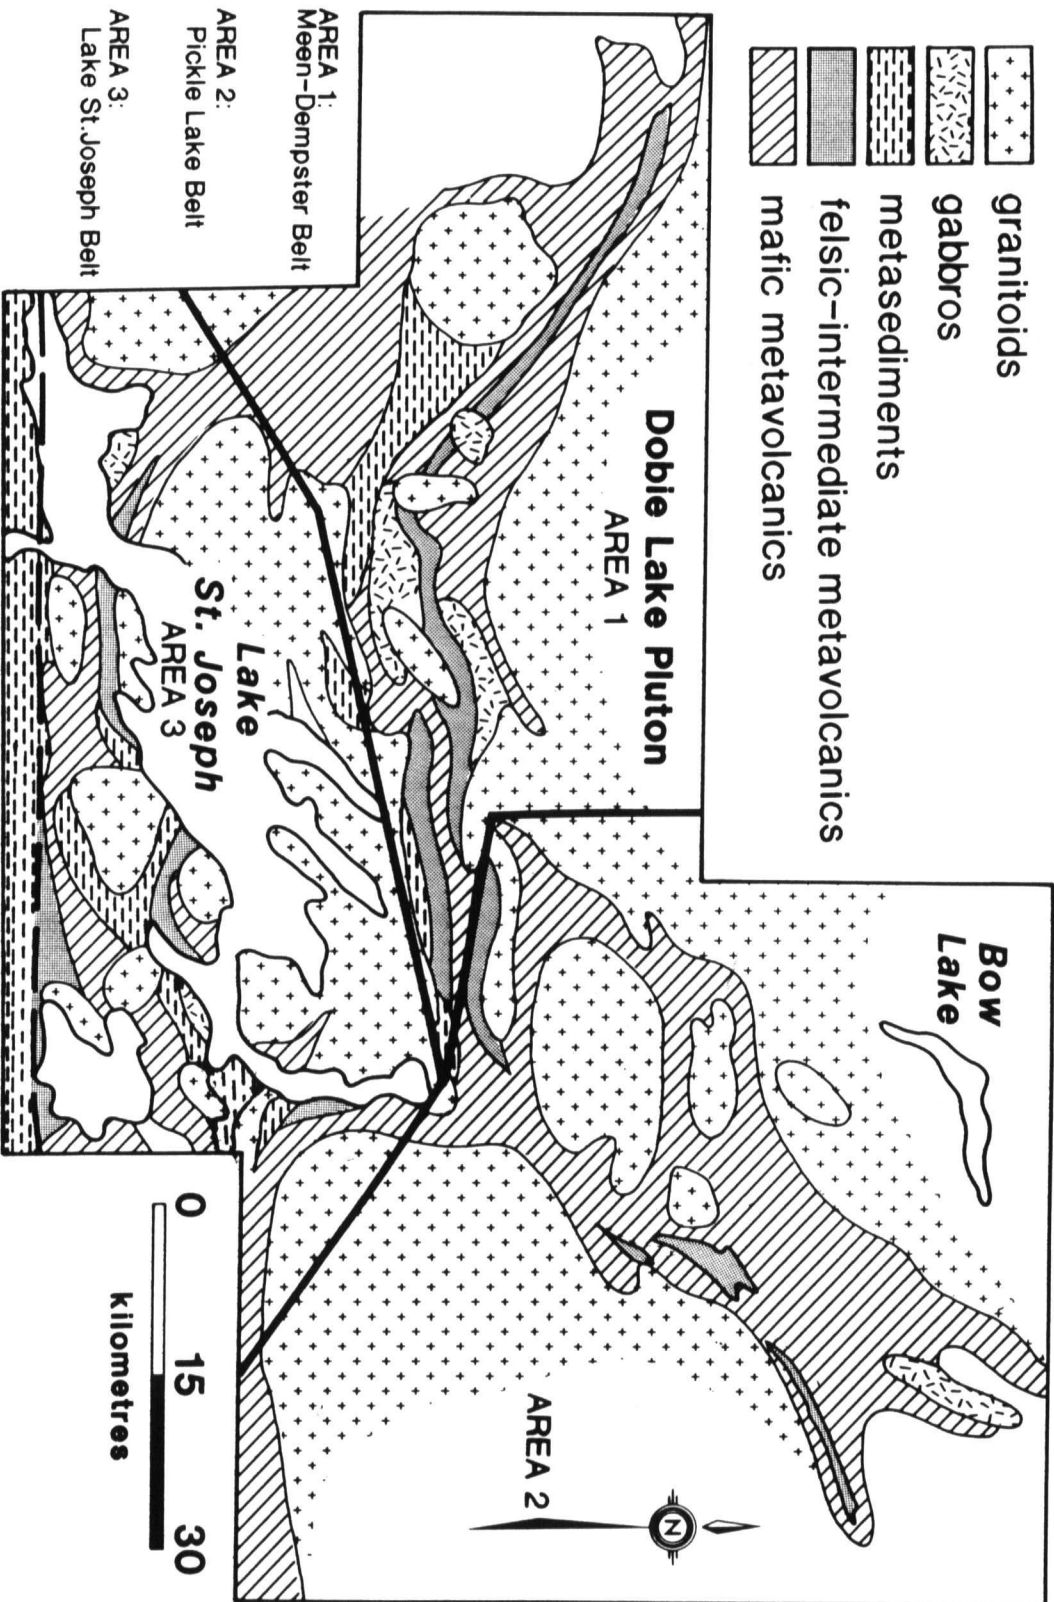 granitoids
gabbros
metasediments
felsic-intermediate metavolcanics
mafic metavolcanics
Bow
Lake
Dobie Lake Pluton
AREA 1
AREA 2
N
Lake
St. Joseph
AREA 3
AREA 1:
Meen-Dempster Belt
AREA 2:
Pickle Lake Belt
AREA 3:
Lake St.Joseph Belt
0 15 30
kilometres